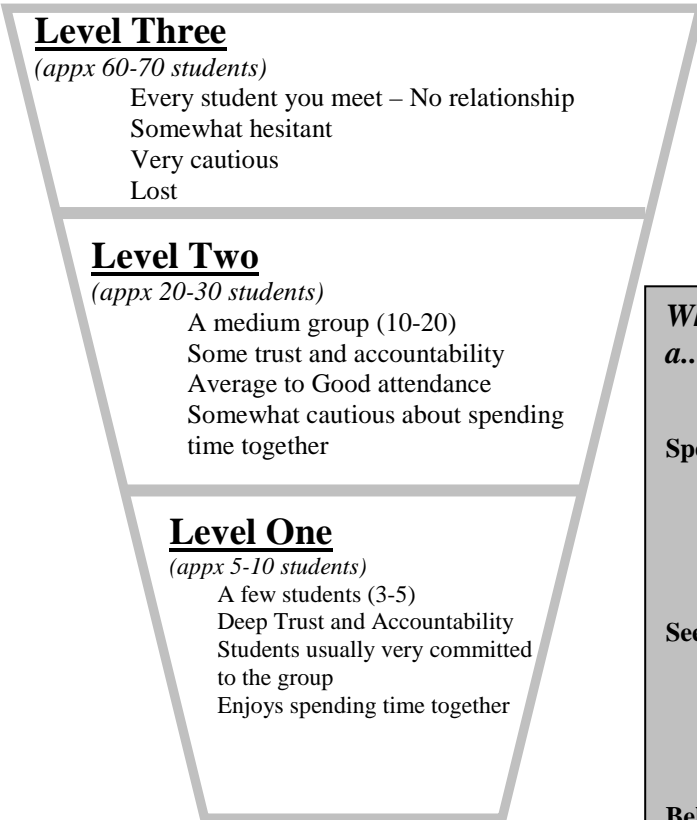 Level Three
(appx 60-70 students)
Every student you meet – No relationship
Somewhat hesitant
Very cautious
Lost
Level Two
(appx 20-30 students)
A medium group (10-20)
Some trust and accountability
Average to Good attendance
Somewhat cautious about spending
time together
Level One
(appx 5-10 students)
A few students (3-5)
Deep Trust and Accountability
Students usually very committed
to the group
Enjoys spending time together
a..